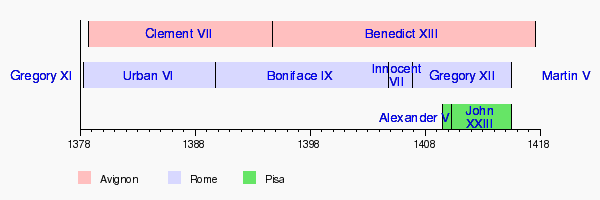 Clement VII
Benedict XIII
Gregory XI
Urban VI
Boniface IX
Innocent
VII
Gregory XII
Martin V
Alexander V
John
XXIII
1378
1388
1398
1408
1418
Avignon
Rome
Pisa